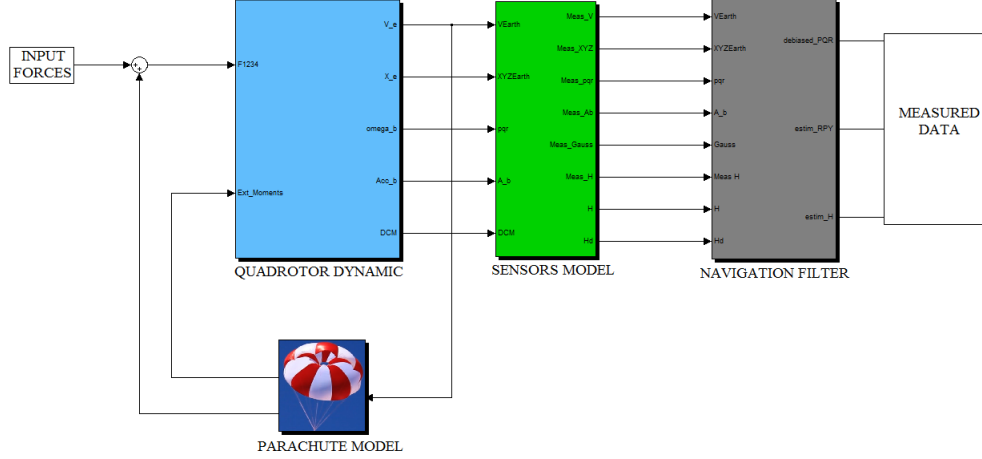 INPUT
FORCES
+
+
F1234
Ext_Moments
V_e
X_e
omega_b
Acc_b
DCM
QUADROTOR DYNAMIC
VEarth
XYZEarth
pqr
A_b
DCM
Meas_V
Meas_XYZ
Meas_pqr
Meas_Ab
Meas_Gauss
Meas_H
H
Hd
SENSORS MODEL
VEarth
XYZEarth
pqr
A_b
Gauss
Meas H
H
Hd
debiased_PQR
estim_RPY
estim_H
NAVIGATION FILTER
MEASURED
DATA
PARACHUTE MODEL